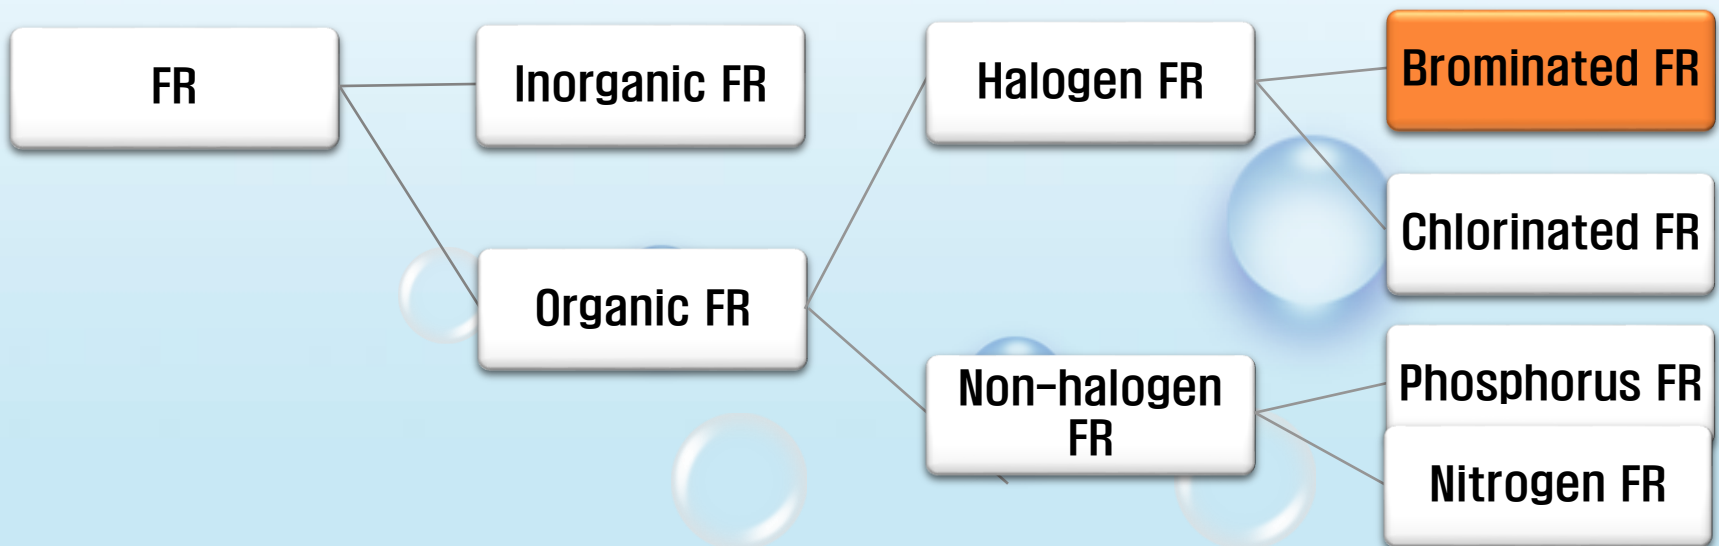 FR
Inorganic FR
Halogen FR
Brominated FR
Chlorinated FR
Organic FR
Non-halogen
FR
Phosphorus FR
Nitrogen FR